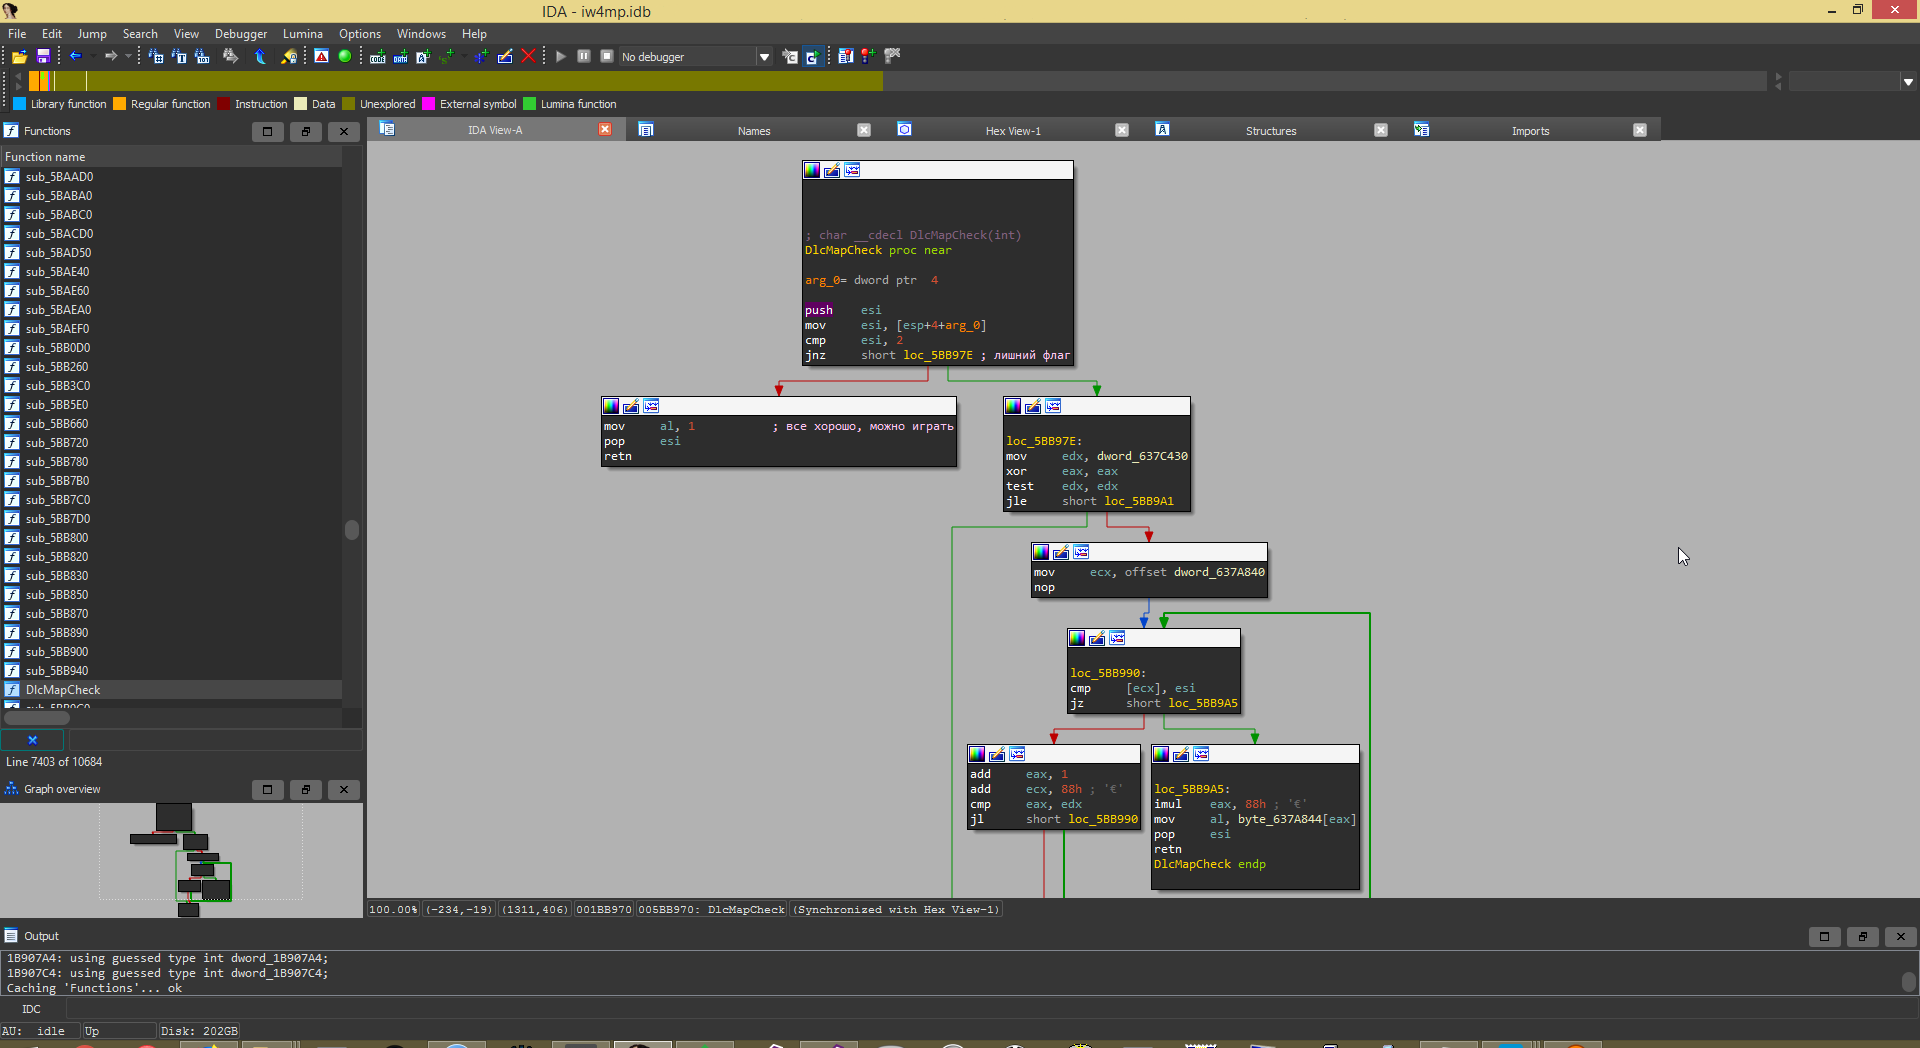 IDA - iw4mp.idb
File Edit Jump Search View Debugger Lumina Options Windows Help
No debugger
Library function Regular function Instruction Data Unexplored External symbol Lumina function
Functions
IDA View-A Names Hex View-1 Structures Imports
Function name
sub_5BAAD0
sub_5BABA0
sub_5BABC0
sub_5BACD0
sub_5BAD50
sub_5BAE40
sub_5BAE60
sub_5BAEA0
sub_5BAEF0
sub_5BB0D0
sub_5BB260
sub_5BB3C0
sub_5BB5E0
sub_5BB660
sub_5BB720
sub_5BB780
sub_5BB7B0
sub_5BB7C0
sub_5BB7D0
sub_5BB800
sub_5BB820
sub_5BB830
sub_5BB850
sub_5BB870
sub_5BB890
sub_5BB900
sub_5BB940
DlcMapCheck
Line 7403 of 10684
Graph overview
; char __cdecl DlcMapCheck(int)
DlcMapCheck proc near
arg_0= dword ptr  4
push    esi
mov     esi, [esp+4+arg_0]
cmp     esi, 2
jnz     short loc_5BB97E ; лишний флаг
mov     al, 1           ; все хорошо, можно играть
pop     esi
retn
loc_5BB97E:
mov     edx, dword_637C430
xor     eax, eax
test    edx, edx
jle     short loc_5BB9A1
mov     ecx, offset dword_637A840
nop
loc_5BB990:
cmp     [ecx], esi
jz      short loc_5BB9A5
add     eax, 1
add     ecx, 88h ; '€'
cmp     eax, edx
jl      short loc_5BB990
loc_5BB9A5:
imul    eax, 88h ; '€'
mov     al, byte_637A844[eax]
pop     esi
retn
DlcMapCheck endp
100.00% (-234,-19) (1311,406) 001BB970 005BB970: DlcMapCheck (Synchronized with Hex View-1)
Output
1B907A4: using guessed type int dword_1B907A4;
1B907C4: using guessed type int dword_1B907C4;
Caching 'Functions'... ok
IDC
AU: idle Up Disk: 202GB